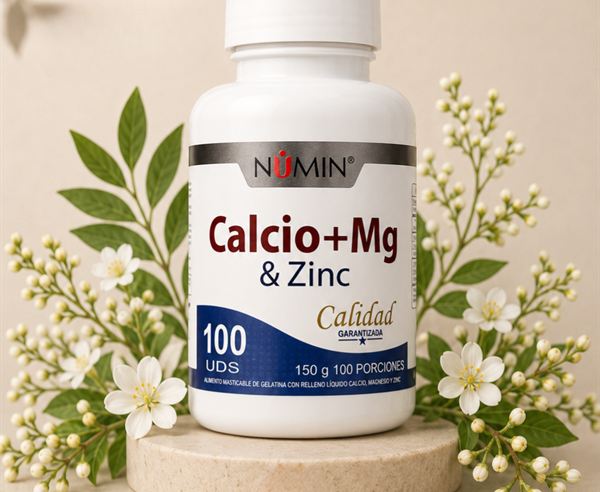 NÚMIN®
Calcio+Mg
& Zinc
Calidad
GARANTIZADA
100
UDS
150 g 100 PORCIONES
ALIMENTO MASTICABLE DE GELATINA CON RELLENO LÍQUIDO CALCIO, MAGNESIO Y ZINC